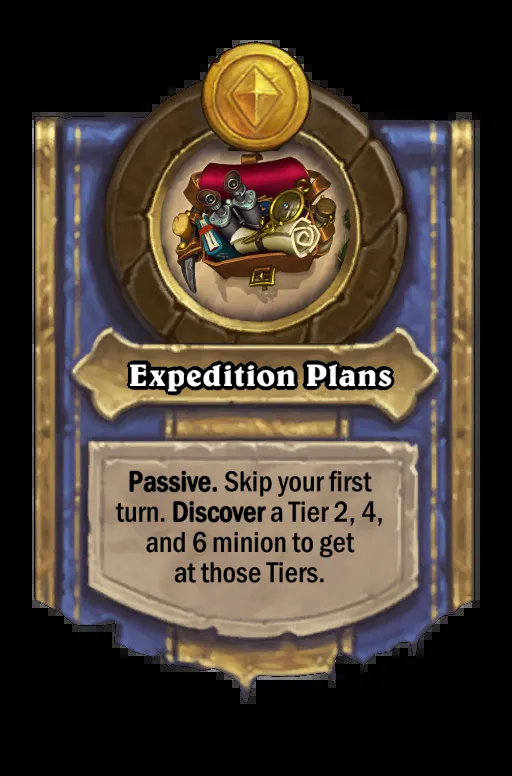 Expedition Plans
Passive. Skip your first
turn. Discover a Tier 2, 4,
and 6 minion to get
at those Tiers.